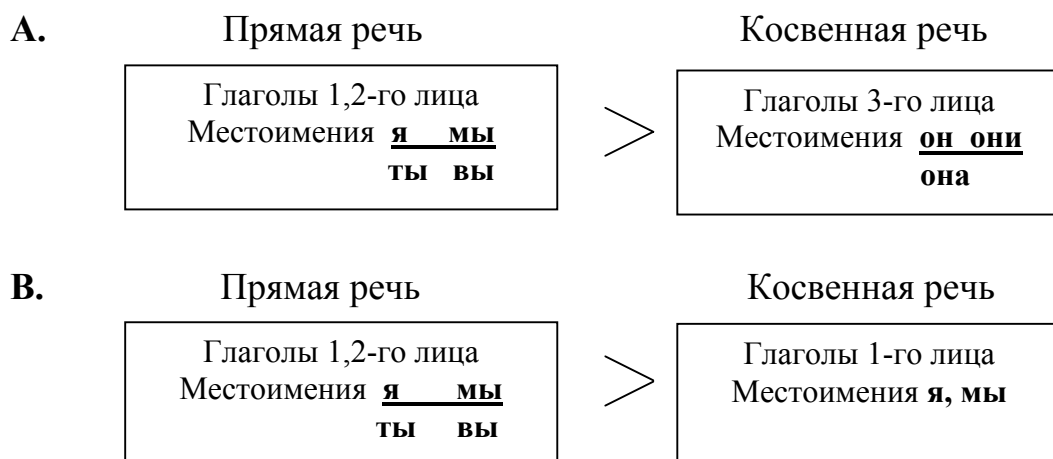 А. Прямая речь Косвенная речь
Глаголы 1,2-го лица
Местоимения я мы
ты вы
>
Глаголы 3-го лица
Местоимения он они
она
В. Прямая речь Косвенная речь
Глаголы 1,2-го лица
Местоимения я мы
ты вы
>
Глаголы 1-го лица
Местоимения я, мы